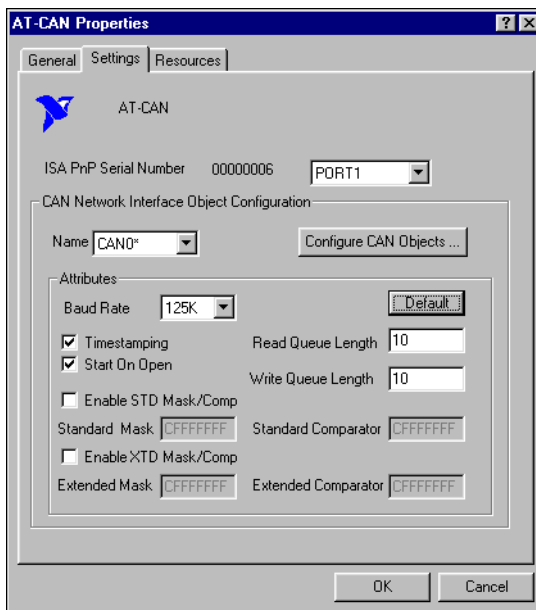 AT-CAN Properties
General Settings Resources
AT-CAN
ISA PnP Serial Number 00000006 PORT1
CAN Network Interface Object Configuration
Name CAN0* Configure CAN Objects ...
Attributes
Baud Rate 125K Default
Timestamping Read Queue Length 10
Start On Open
Write Queue Length 10
Enable STD Mask/Comp
Standard Mask CFFFFFFF Standard Comparator CFFFFFFF
Enable XTD Mask/Comp
Extended Mask CFFFFFFF Extended Comparator CFFFFFFF
OK Cancel